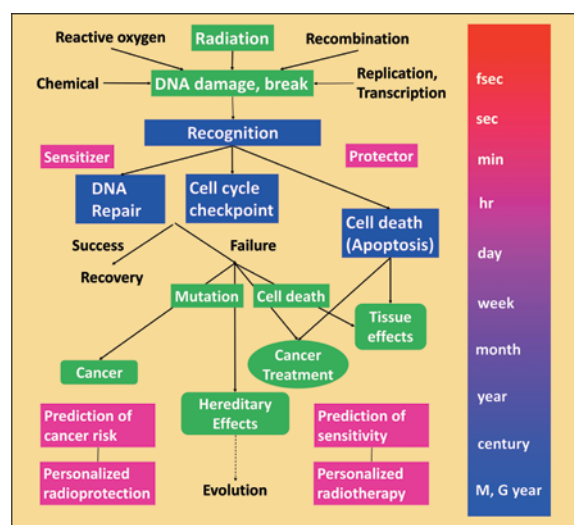 Reactive oxygen
Radiation
Recombination
Chemical
DNA damage, break
Replication,
Transcription
Recognition
Sensitizer
Protector
DNA
Repair
Cell cycle
checkpoint
Cell death
(Apoptosis)
Success
Failure
Recovery
Mutation
Cell death
Tissue
effects
Cancer
Cancer
Treatment
Hereditary
Effects
Prediction of
cancer risk
Prediction of
sensitivity
Personalized
radioprotection
Personalized
radiotherapy
Evolution
fsec
sec
min
hr
day
week
month
year
century
M, G year